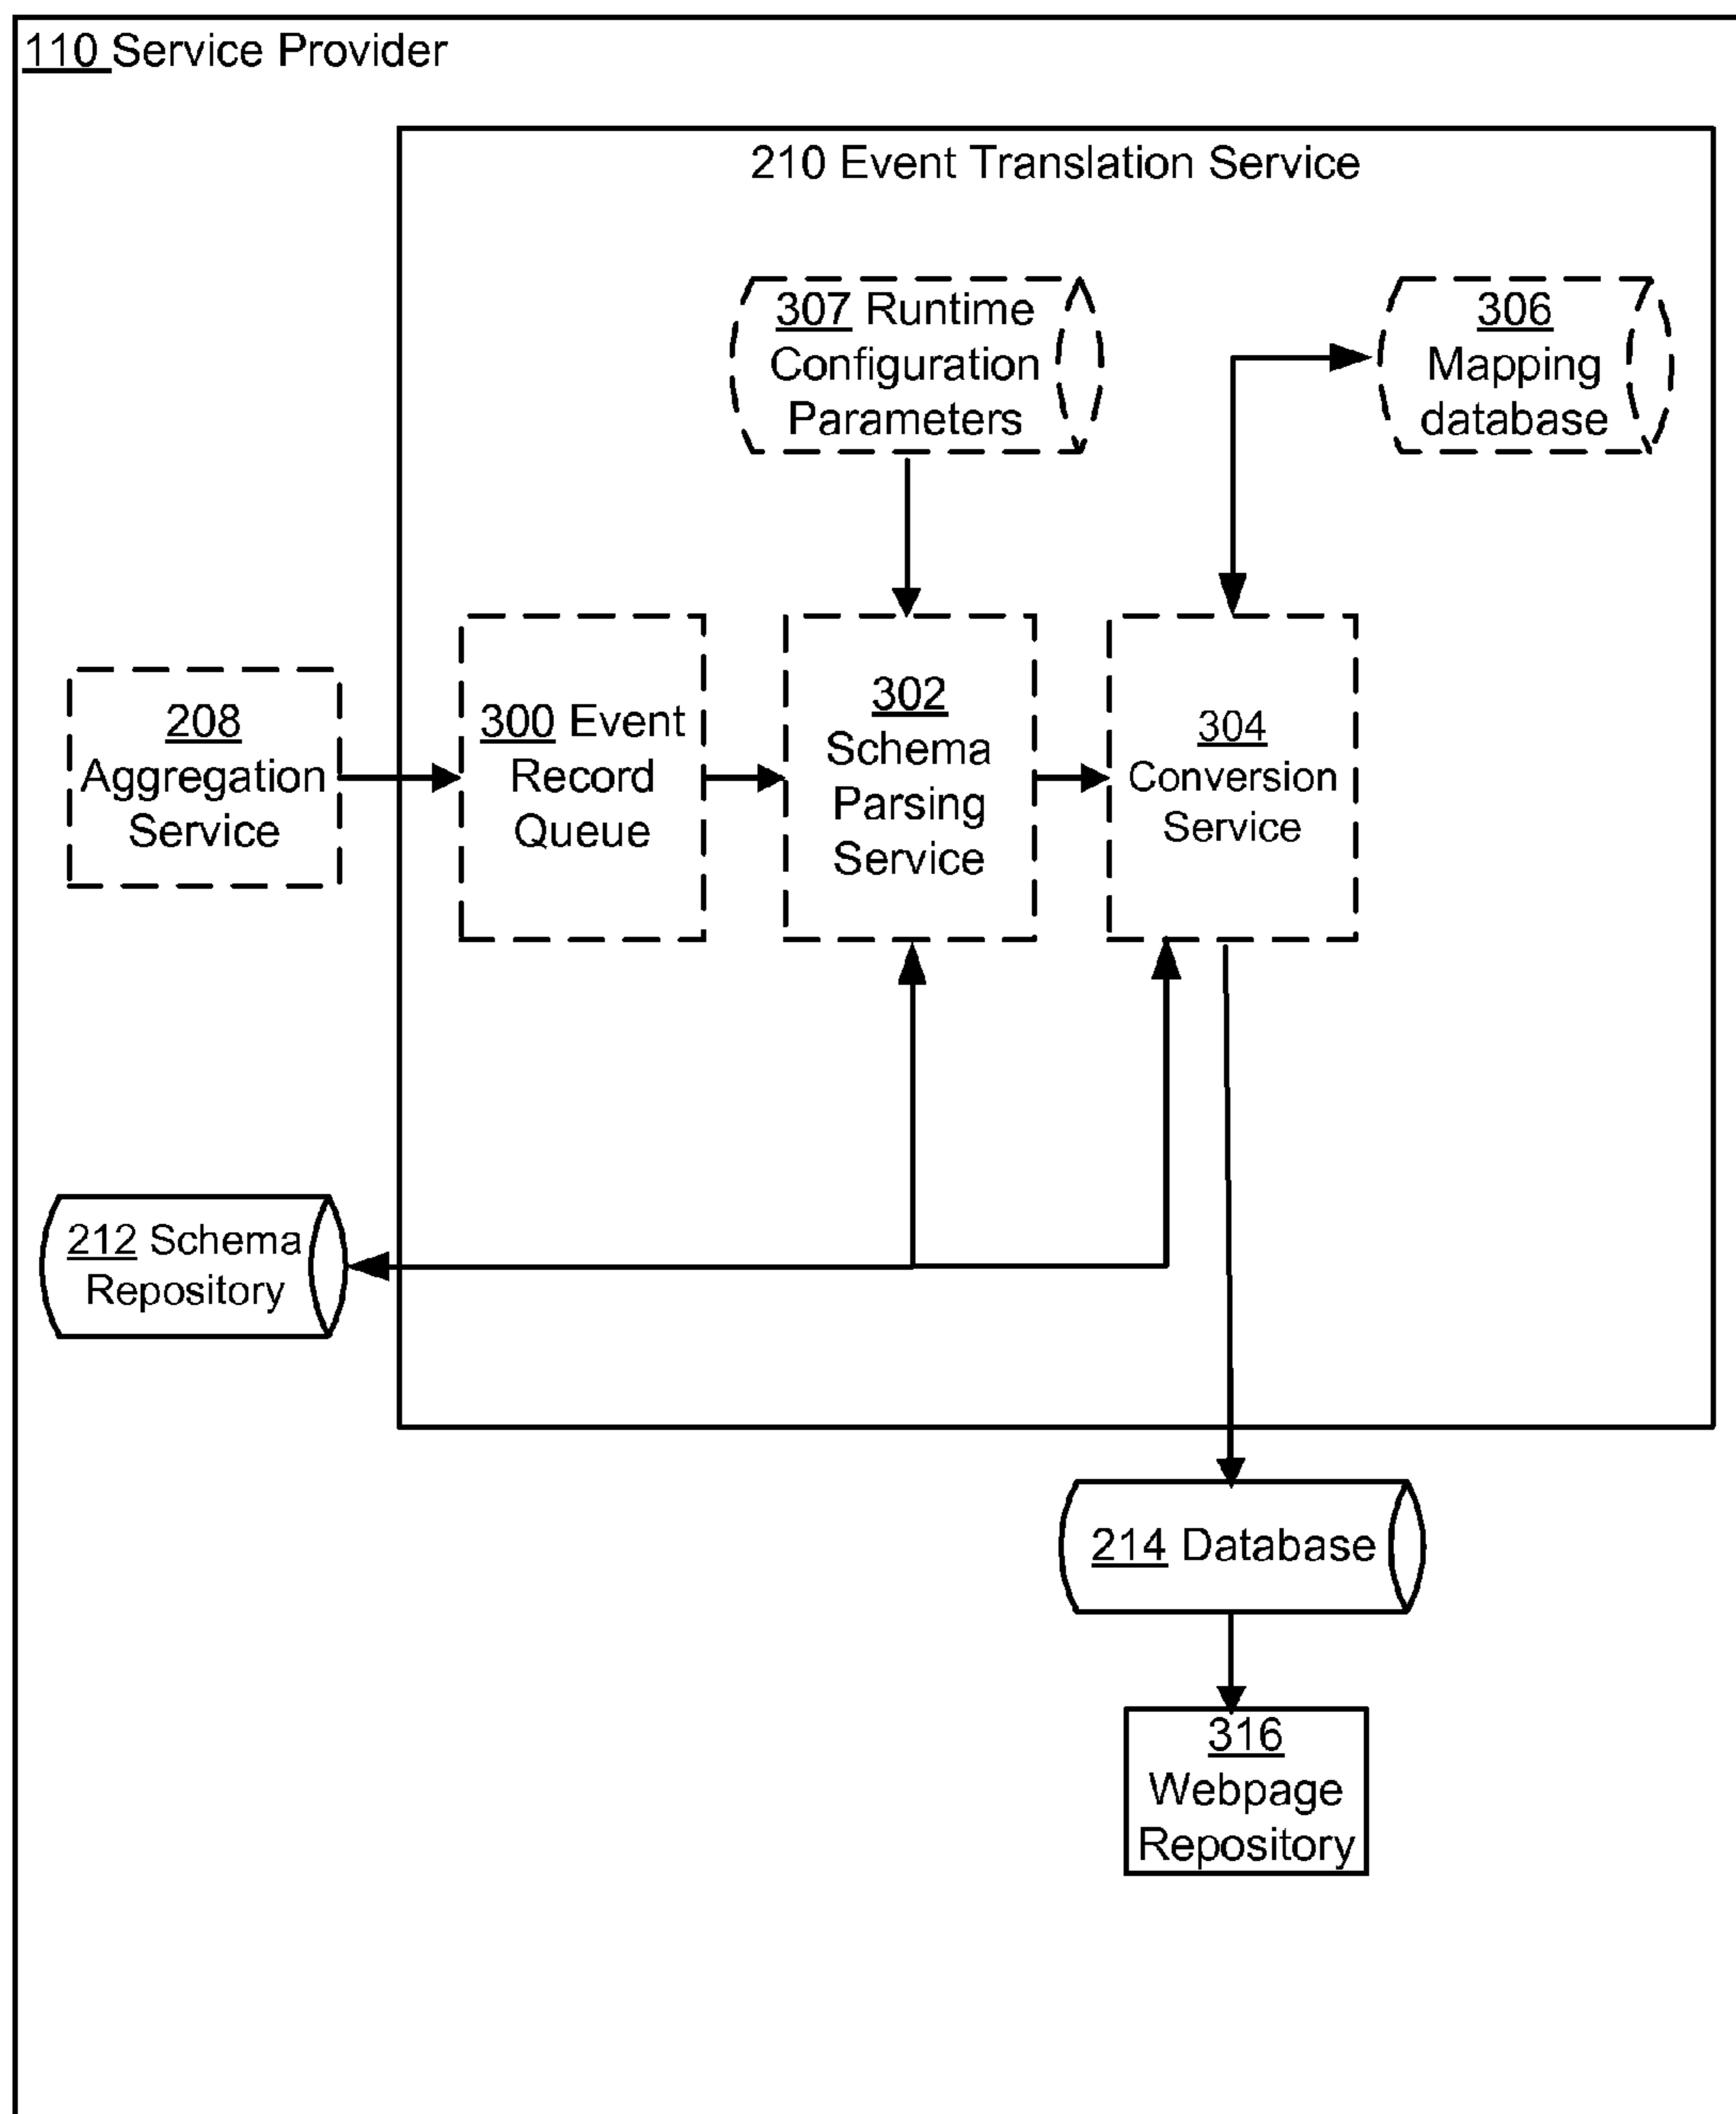 110 Service Provider
210 Event Translation Service
307 Runtime
Configuration
Parameters
306
Mapping
database
208
Aggregation
Service
300 Event
Record
Queue
302
Schema
Parsing
Service
304
Conversion
Service
212 Schema
Repository
214 Database
316
Webpage
Repository